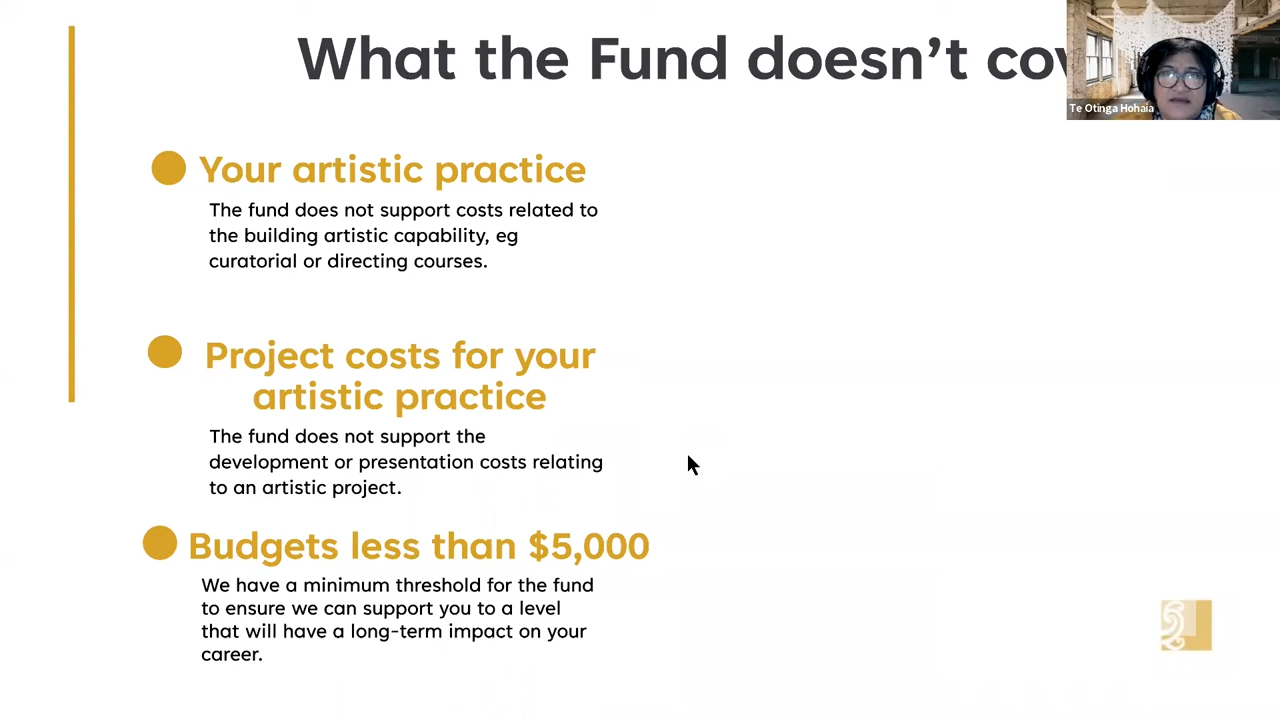 What the Fund doesn't cov
Te Otinga Hohaia
Your artistic practice
The fund does not support costs related to
the building artistic capability, eg
curatorial or directing courses.
Project costs for your
artistic practice
The fund does not support the
development or presentation costs relating
to an artistic project.
Budgets less than $5,000
We have a minimum threshold for the fund
to ensure we can support you to a level
that will have a long-term impact on your
career.